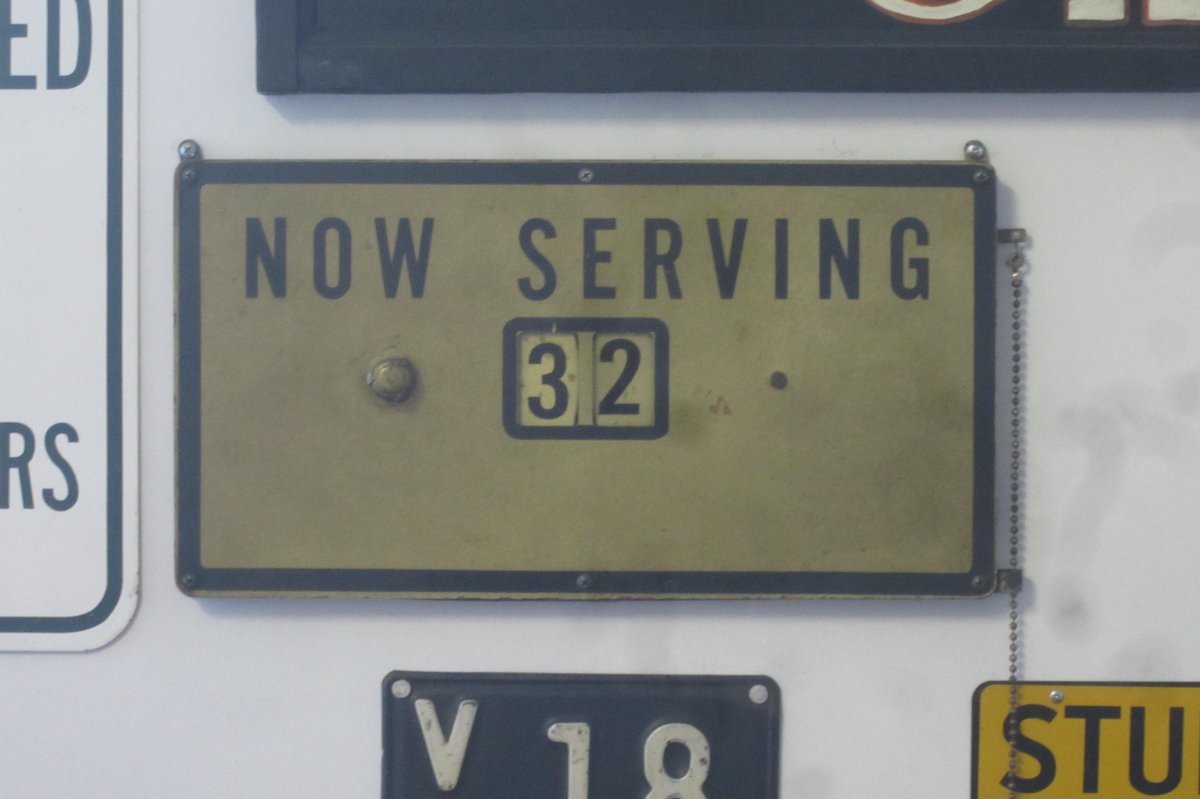 ED
RS
NOW SERVING
32
V 18
STU